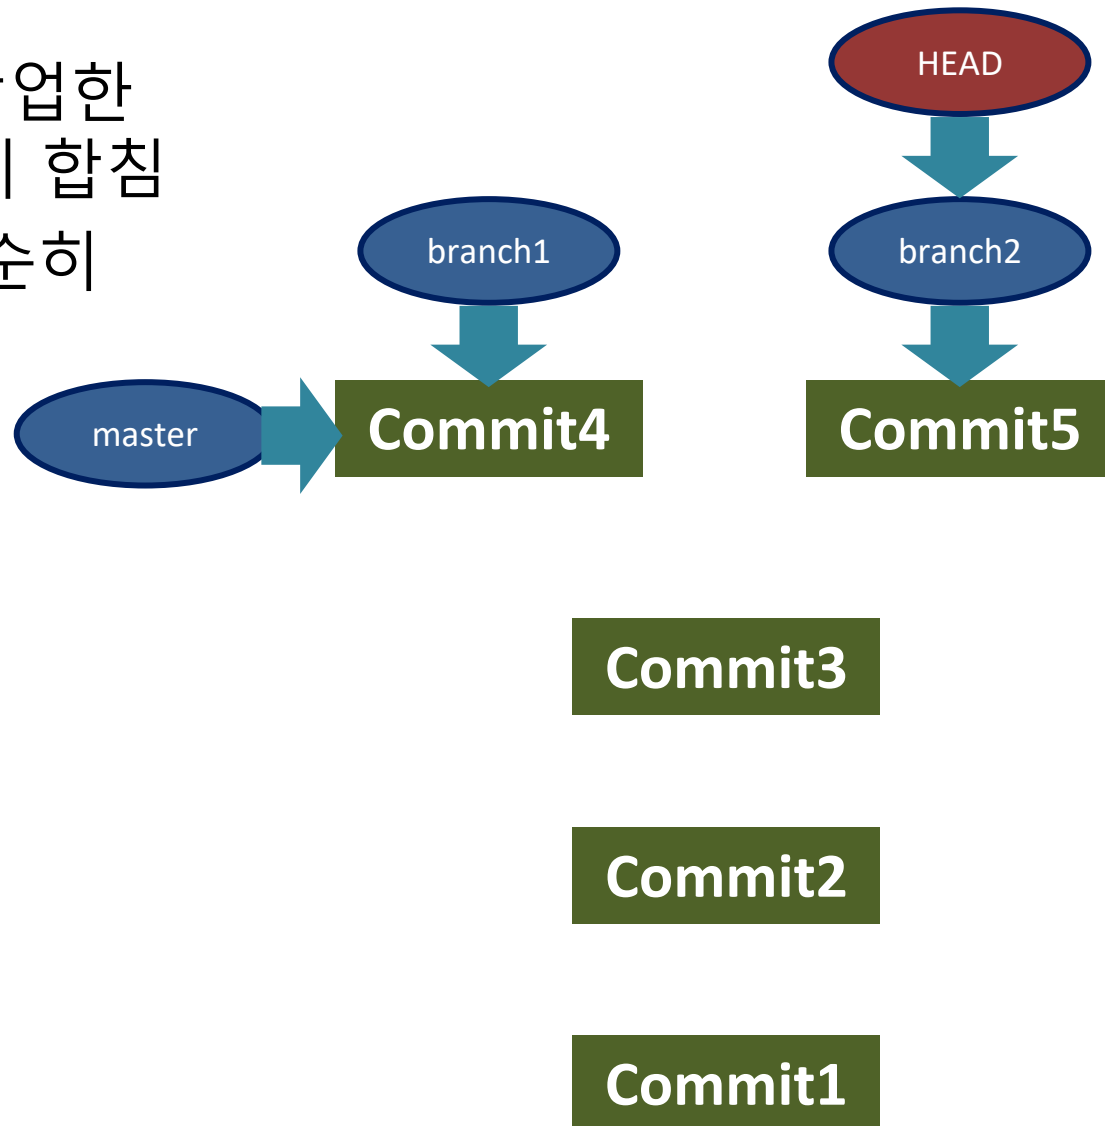 업한
합침
순히
HEAD
branch1
branch2
master
Commit4
Commit5
Commit3
Commit2
Commit1